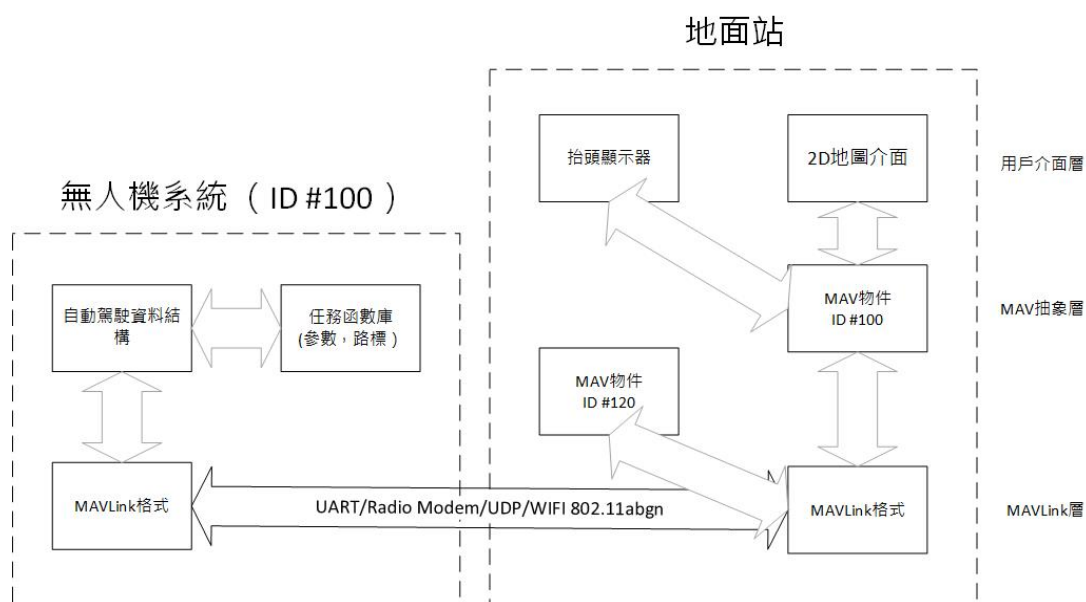 地面站
抬頭顯示器
2D地圖介面
用戶介面層
無人機系統（ID #100）
自動駕駛資料結
構
任務函數庫
(參數，路標）
MAV物件
ID #100
MAV抽象層
MAV物件
ID #120
MAVLink格式
UART/Radio Modem/UDP/WIFI 802.11abgn
MAVLink格式
MAVLink層